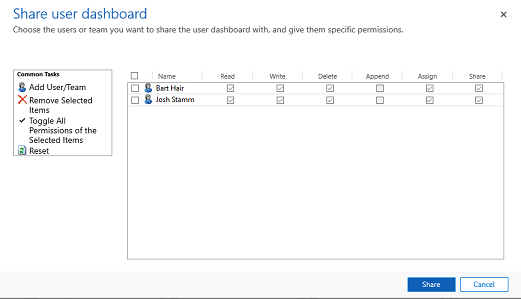 Share user dashboard
Choose the users or team you want to share the user dashboard with, and give them specific permissions.
Common Tasks
Add User/Team
Remove Selected
Items
Toggle All
Permissions of the
Selected Items
Reset
Name Read Write Delete Append Assign Share
Bart Hair
Josh Stamm
Share Cancel